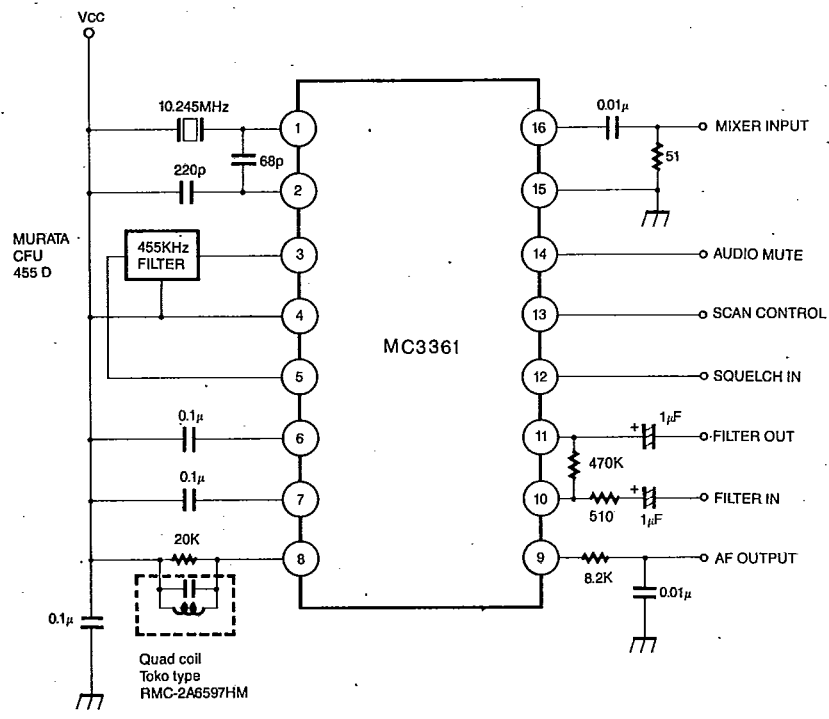 Vcc
10.245MHz
1
68p
220p
2
MURATA
CFU
455 D
455KHz
FILTER
3
4
5
0.1µ
6
0.1µ
7
20K
8
0.1µ
Quad coil
Toko type
RMC-2A6597HM
MC3361
16
0.01µ
MIXER INPUT
51
15
14
AUDIO MUTE
13
SCAN CONTROL
12
SQUELCH IN
11
+
1µF
FILTER OUT
470K
10
510
+
1µF
FILTER IN
9
8.2K
AF OUTPUT
0.01µ